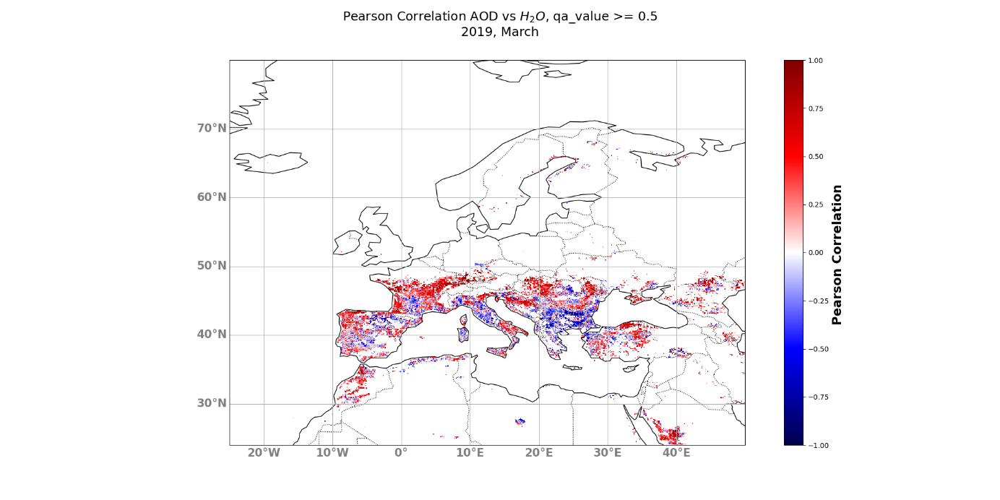 Pearson Correlation AOD vs $H_2O$, qa_value >= 0.5
2019, March
70°N
60°N
50°N
40°N
30°N
20°W 10°W 0° 10°E 20°E 30°E 40°E
1.00
0.75
0.50
0.25
0.00
−0.25
−0.50
−0.75
−1.00
Pearson Correlation